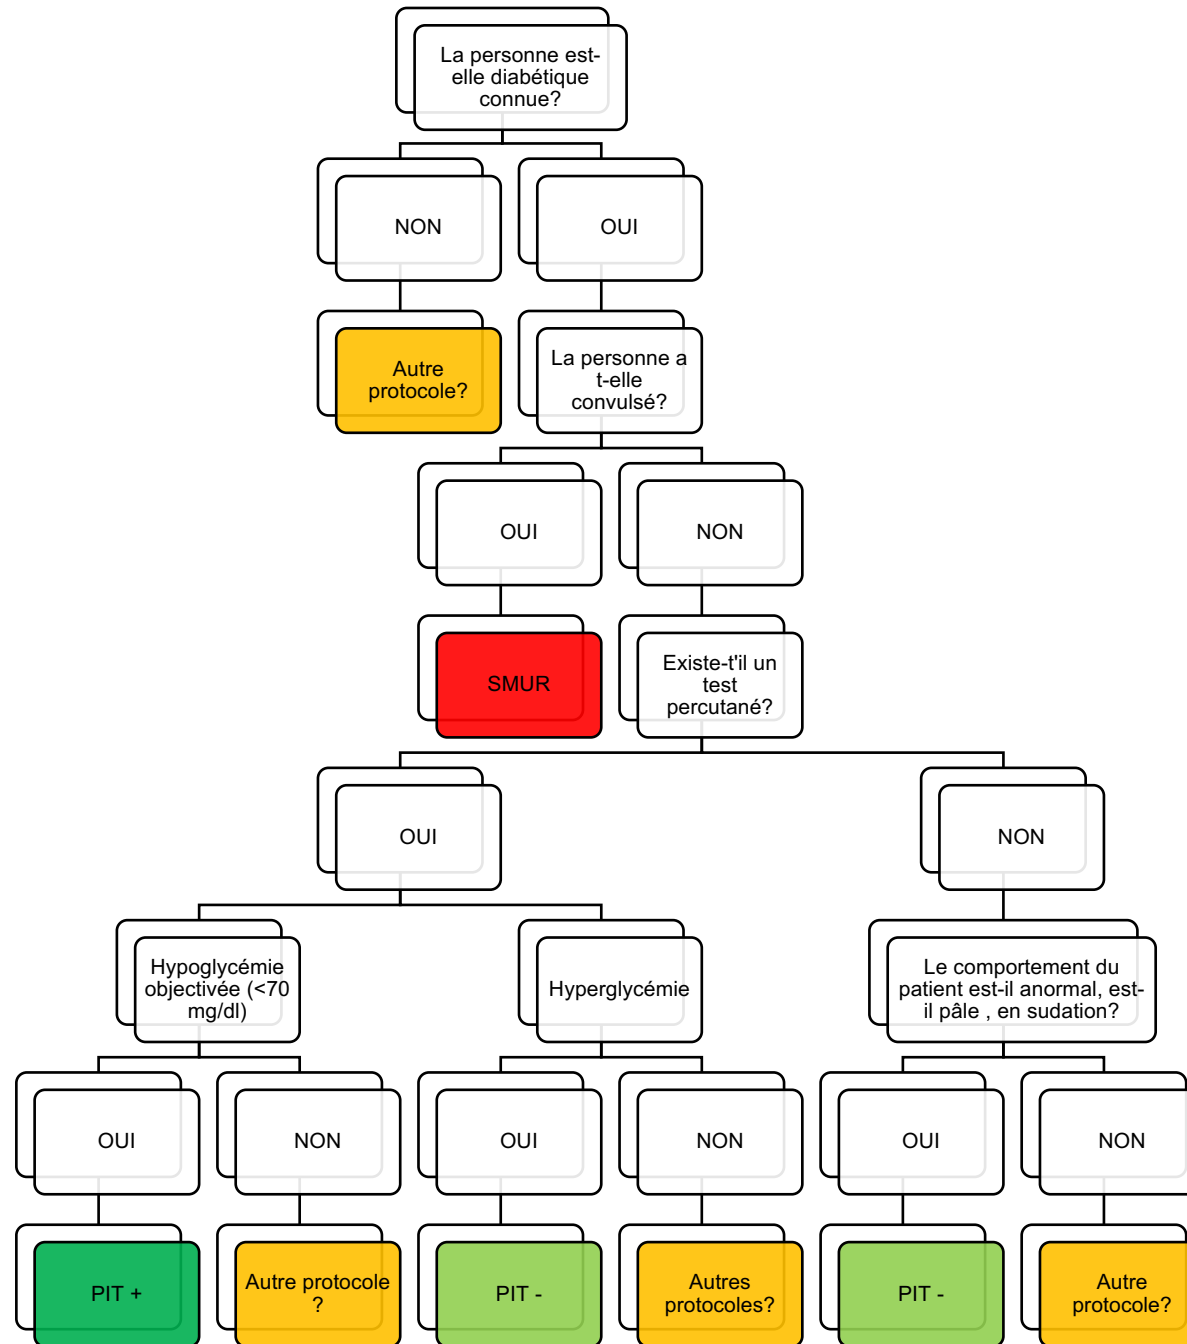 La personne est-
elle diabétique
connue?
NON
OUI
Autre
protocole?
La personne a
t-elle
convulsé?
OUI
NON
SMUR
Existe-t'il un
test
percutané?
OUI
NON
Hypoglycémie
objectivée (<70
mg/dl)
Hyperglycémie
Le comportement du
patient est-il anormal, est-
il pâle , en sudation?
OUI
NON
OUI
NON
OUI
NON
PIT +
Autre protocole
?
PIT -
Autres
protocoles?
PIT -
Autre
protocole?